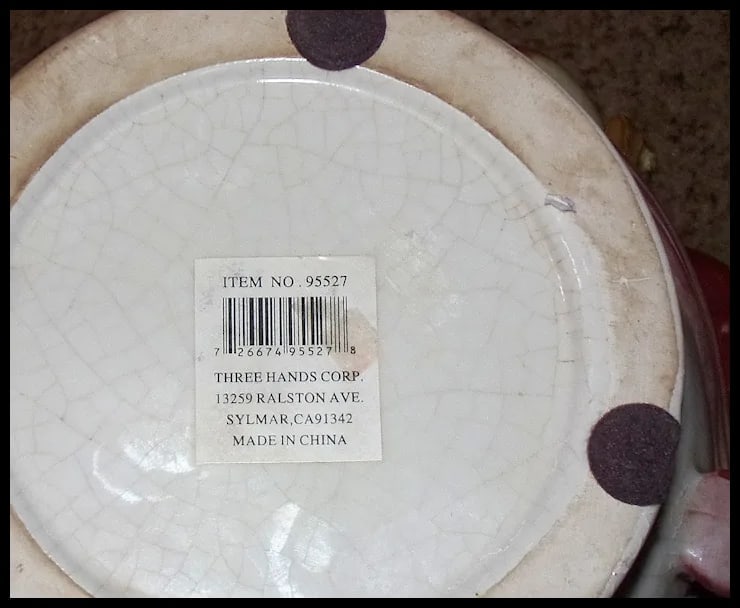 ITEM NO . 95527
7 26674 95527 8
THREE HANDS CORP.
13259 RALSTON AVE.
SYLMAR,CA91342
MADE IN CHINA